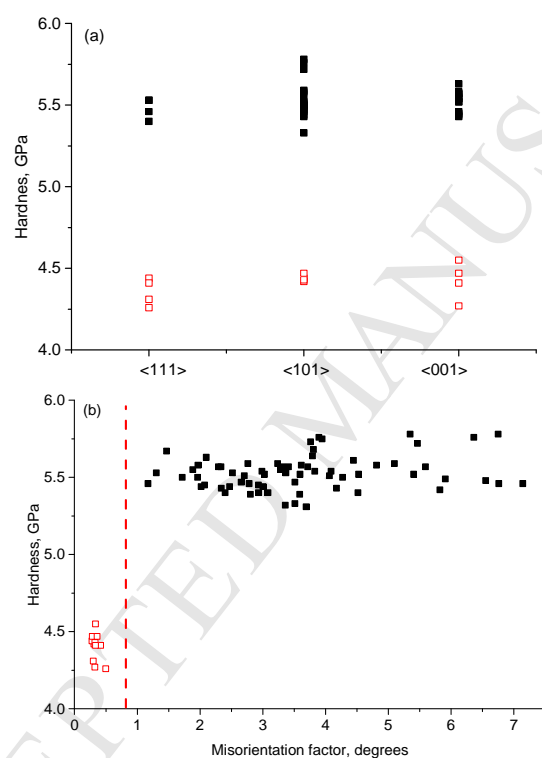 (a)
6.0
5.5
5.0
4.5
4.0
Hardnes, GPa
<111>
<101>
<001>
(b)
6.0
5.5
5.0
4.5
4.0
Hardness, GPa
0 1 2 3 4 5 6 7
Misorientation factor, degrees
EPTED MANUS